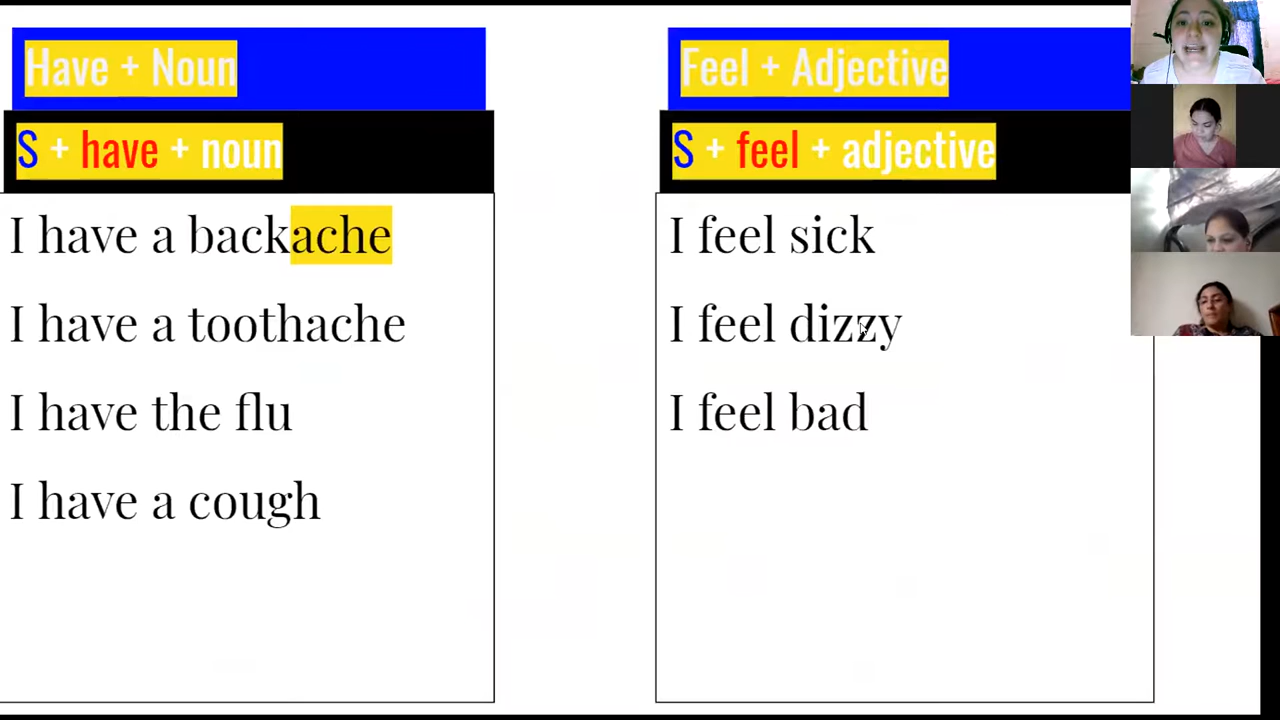 Have + Noun
S + have + noun
I have a backache
I have a toothache
I have the flu
I have a cough
Feel + Adjective
S + feel + adjective
I feel sick
I feel dizzy
I feel bad